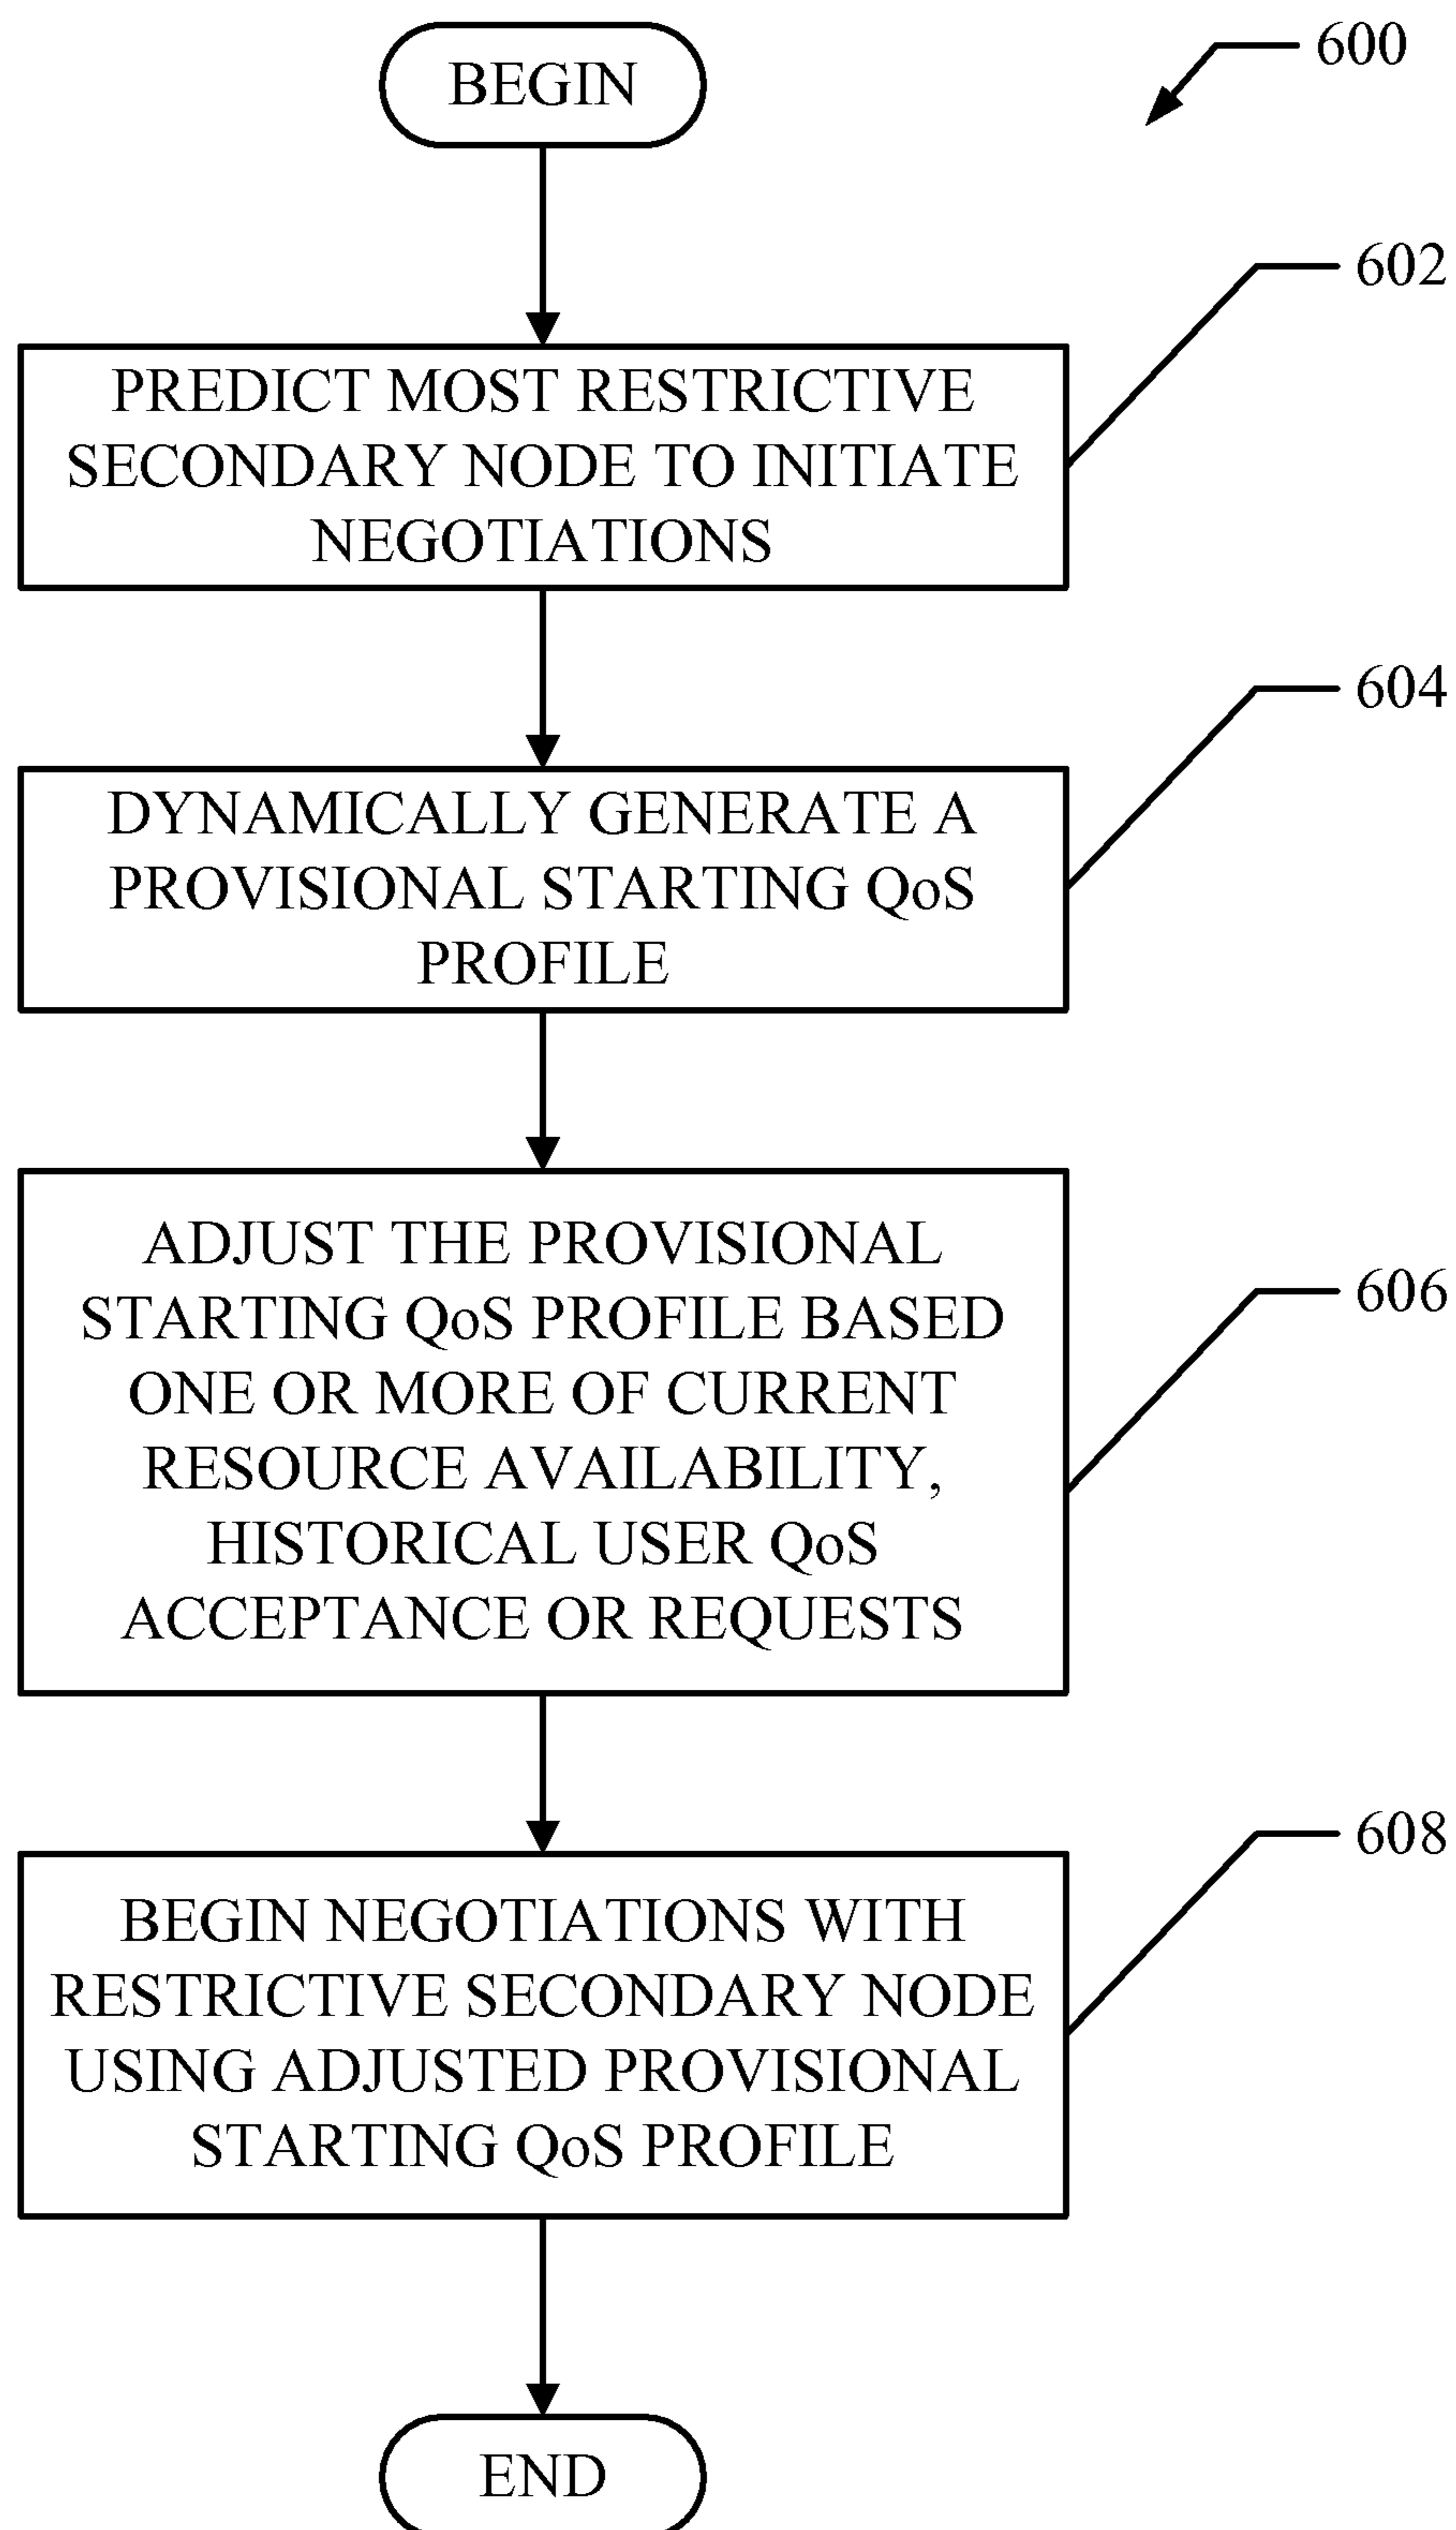 BEGIN
600
602
PREDICT MOST RESTRICTIVE
SECONDARY NODE TO INITIATE
NEGOTIATIONS
604
DYNAMICALLY GENERATE A
PROVISIONAL STARTING QoS
PROFILE
606
ADJUST THE PROVISIONAL
STARTING QoS PROFILE BASED
ONE OR MORE OF CURRENT
RESOURCE AVAILABILITY,
HISTORICAL USER QoS
ACCEPTANCE OR REQUESTS
608
BEGIN NEGOTIATIONS WITH
RESTRICTIVE SECONDARY NODE
USING ADJUSTED PROVISIONAL
STARTING QoS PROFILE
END